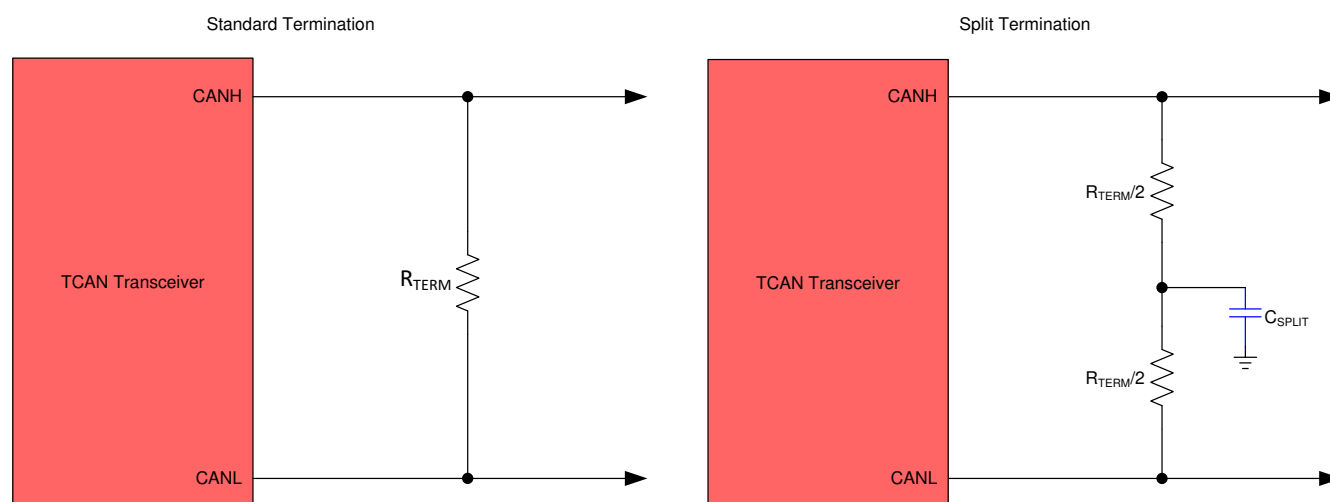 Standard Termination
CANH
TCAN Transceiver
RTERM
CANL
Split Termination
CANH
RTERM/2
TCAN Transceiver
CSPLIT
RTERM/2
CANL